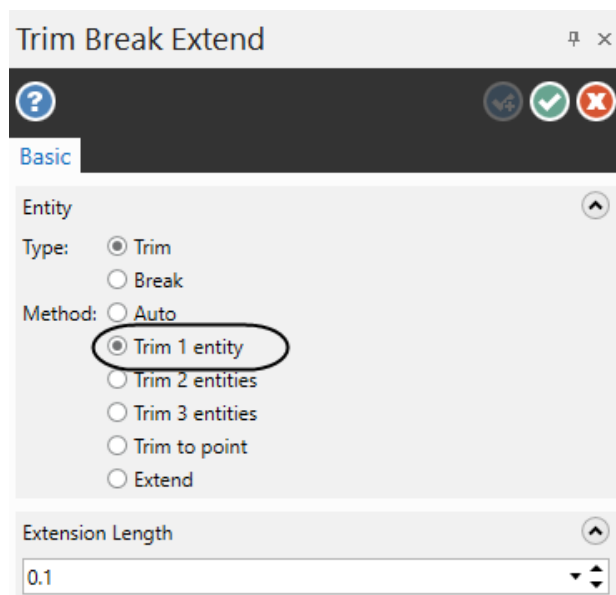 Trim Break Extend
Basic
Entity
Type: Trim
Break
Method: Auto
Trim 1 entity
Trim 2 entities
Trim 3 entities
Trim to point
Extend
Extension Length
0.1